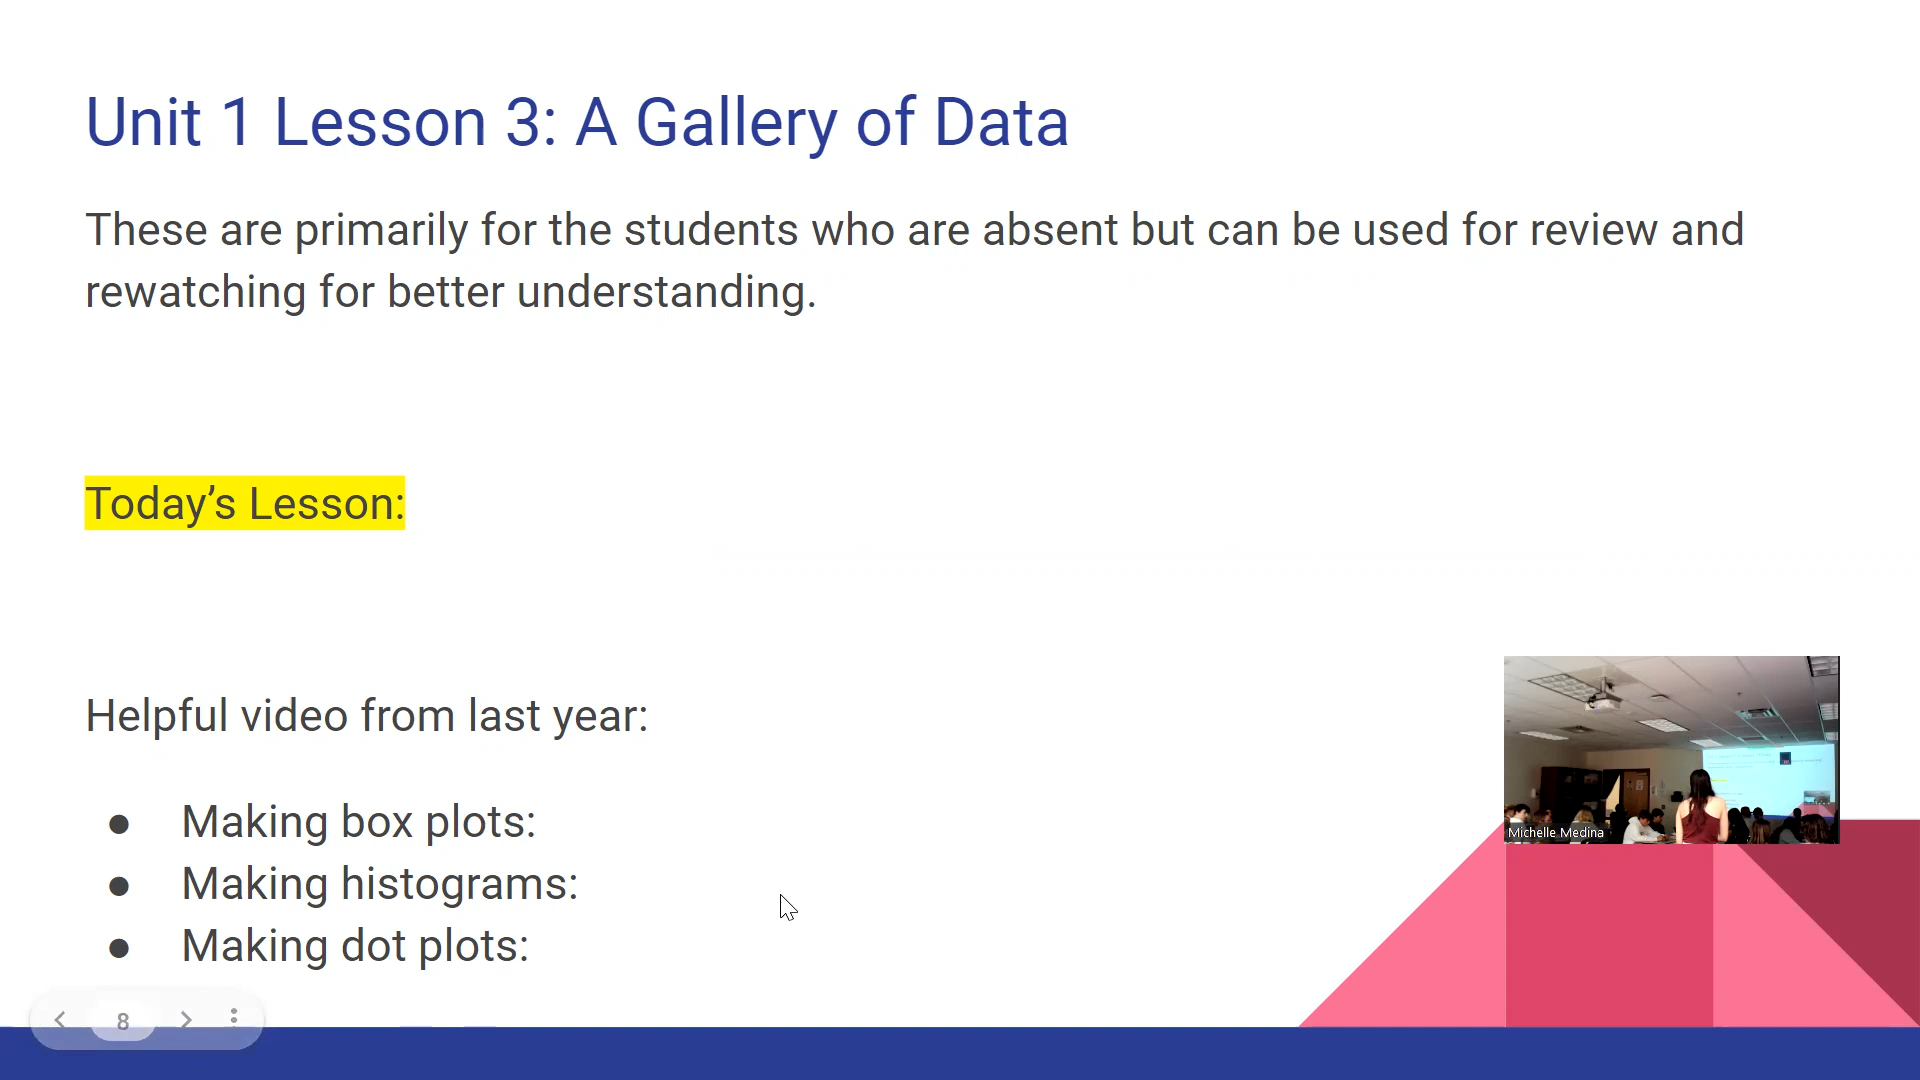 Unit 1 Lesson 3: A Gallery of Data
These are primarily for the students who are absent but can be used for review and
rewatching for better understanding.
Today’s Lesson:
Helpful video from last year:
● Making box plots:
● Making histograms:
● Making dot plots:
Michelle Medina
8